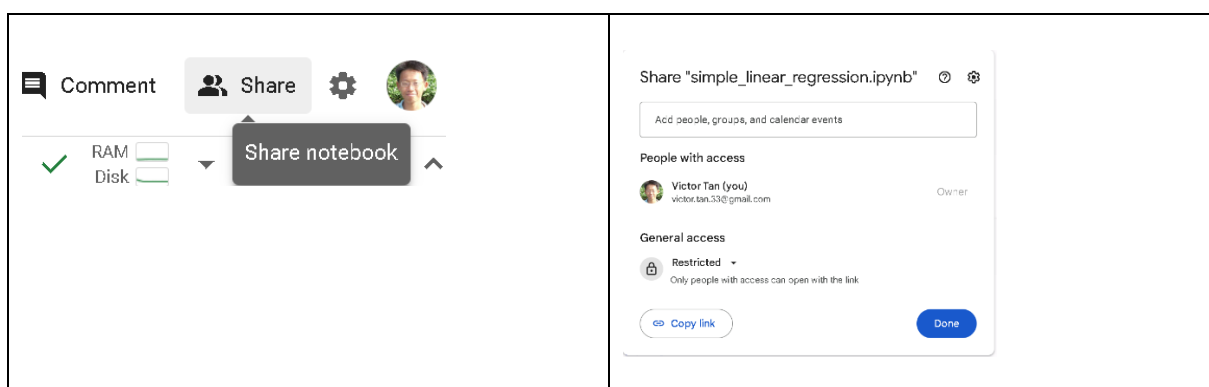 Comment
Share
RAM
Disk
Share notebook
Share "simple_linear_regression.ipynb"
Add people, groups, and calendar events
People with access
Victor Tan (you)
victor.tan.33@gmail.com
Owner
General access
Restricted
Only people with access can open with the link
Copy link
Done